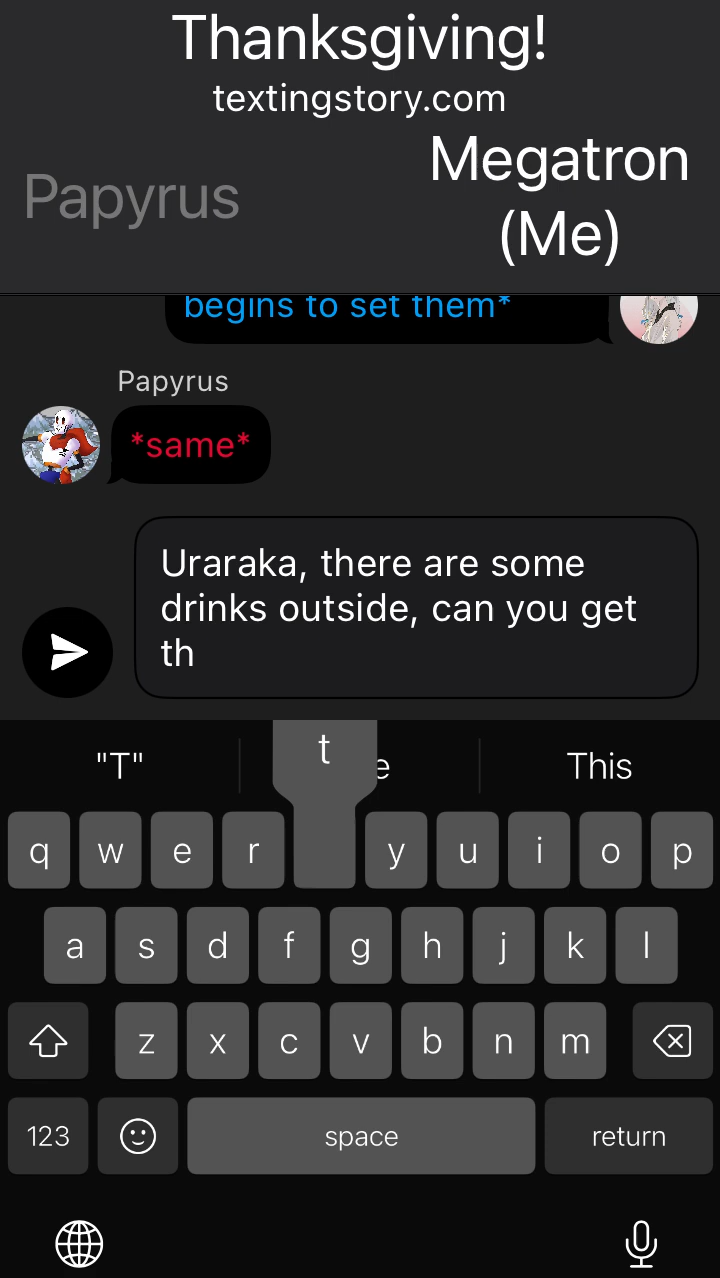 Thanksgiving!
textingstory.com
Papyrus
Megatron
(Me)
begins to set them*
Papyrus
*same*
Uraraka, there are some
drinks outside, can you get
th
"T" e This
t
q w e r y u i o p
a s d f g h j k l
z x c v b n m
123 space return